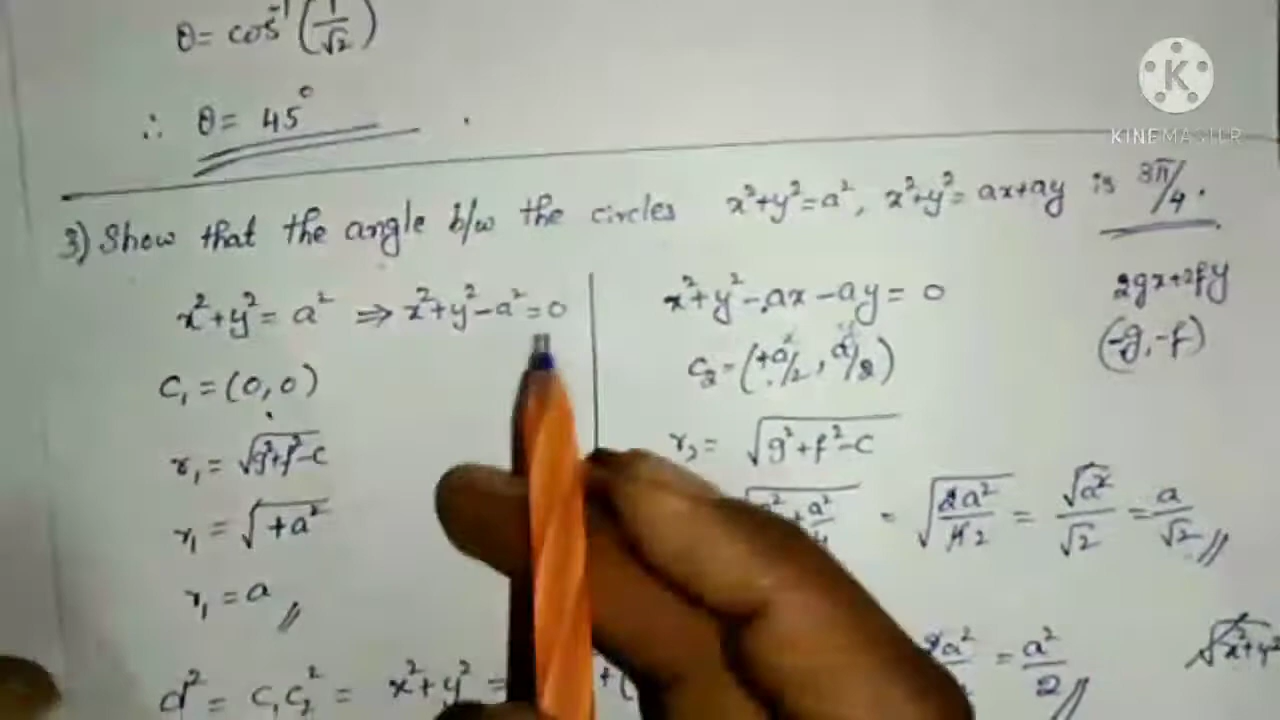 θ = cos⁻¹(1/√2)
∴ θ = 45°
KINEMASTER
3) Show that the angle b/w the circles x²+y²=a², x²+y²=ax+ay is 3π/4.
x²+y² = a² ⇒ x²+y²-a²=0
C₁ = (0,0)
r₁ = √g²+f²-c
r₁ = √+a²
r₁ = a //
x²+y²-ax-ay=0
C₂ = (+a/2, a/2)
r₂ = √g²+f²-c
= √2a²/42 = √a²/√2 = a/√2 //
2gx+2fy
(-g,-f)
d² = C₁C₂² = x²+y² =
= a²/2 //
√x²+y²